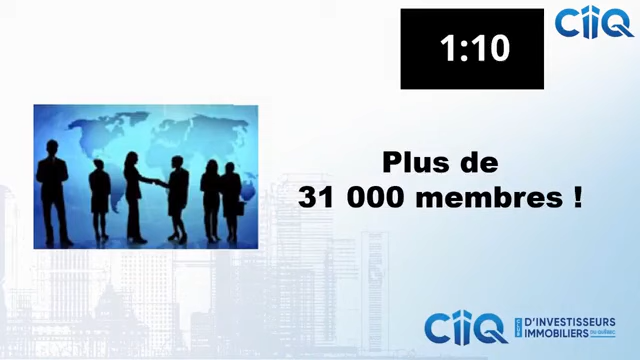 1:10
CiiQ
Plus de
31 000 membres !
CiiQ
D'INVESTISSEURS
IMMOBILIERS